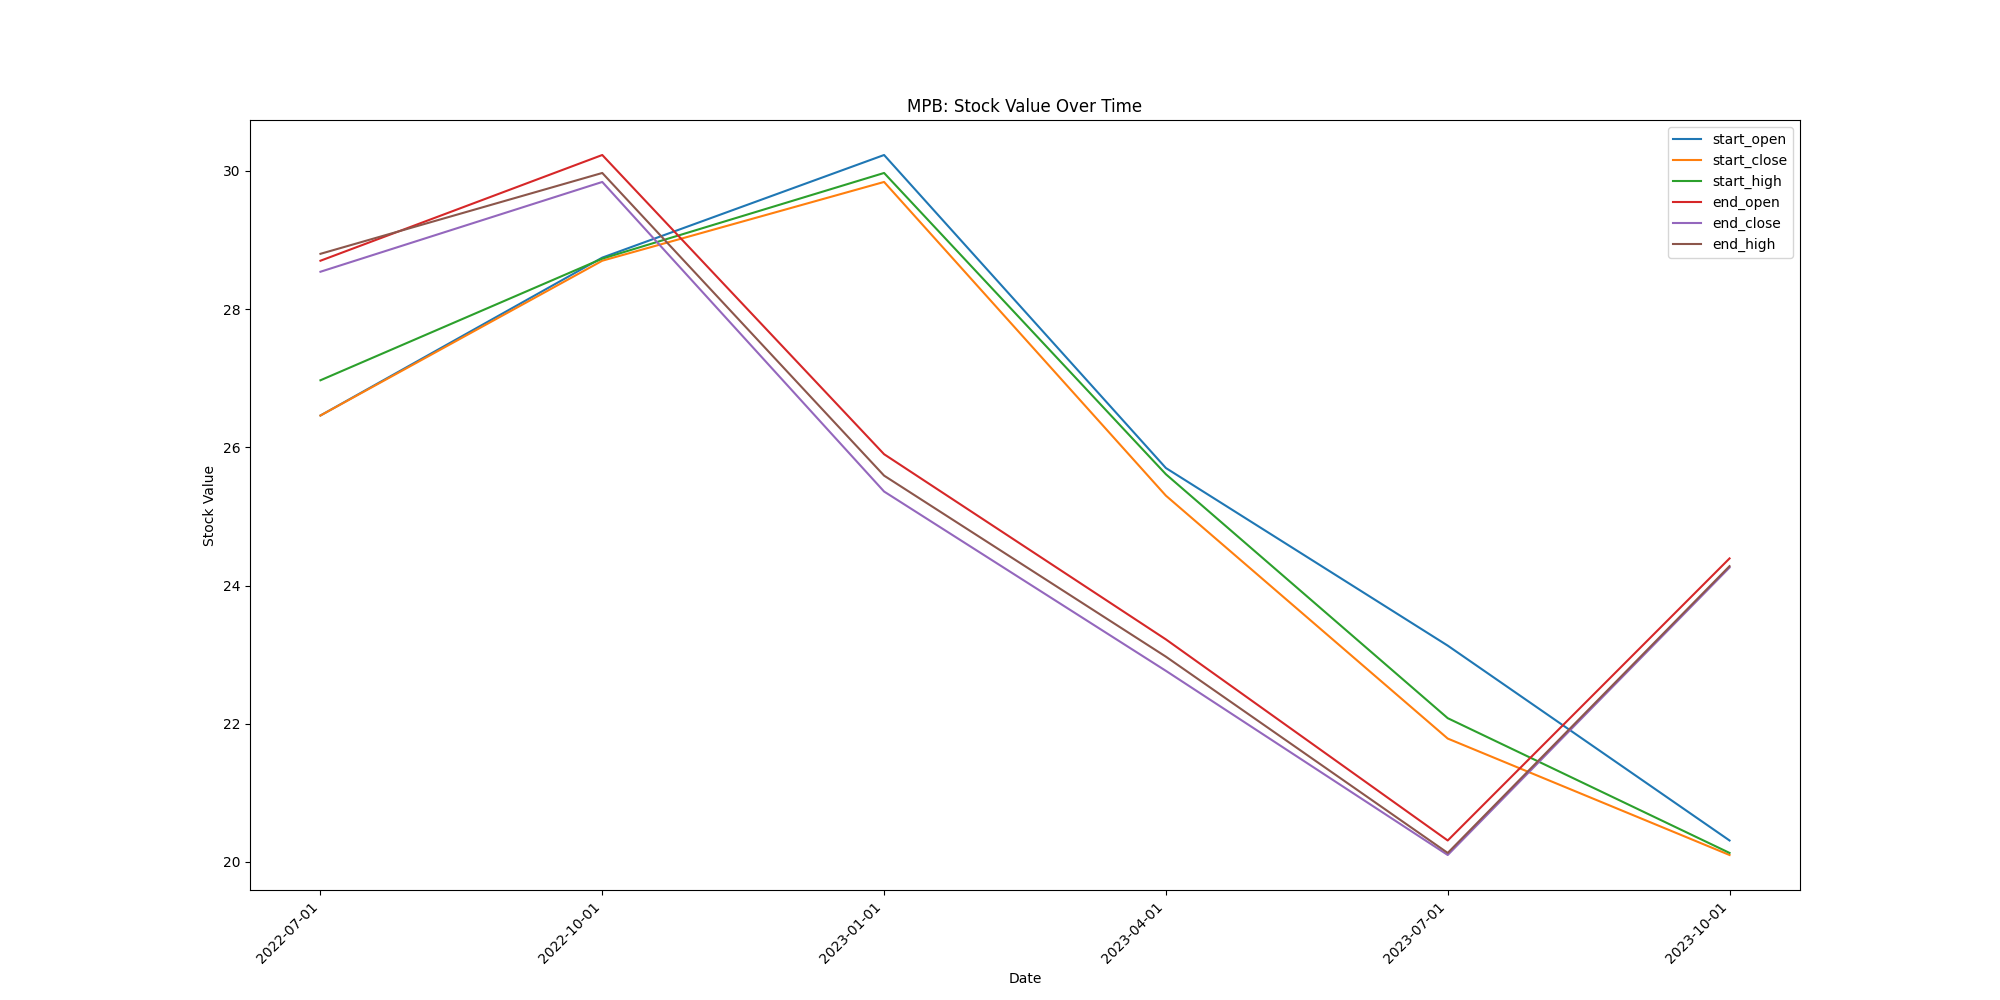 MPB: Stock Value Over Time
start_open
start_close
start_high
end_open
end_close
end_high
Stock Value
30
28
26
24
22
20
2022-07-01
2022-10-01
2023-01-01
2023-04-01
2023-07-01
2023-10-01
Date